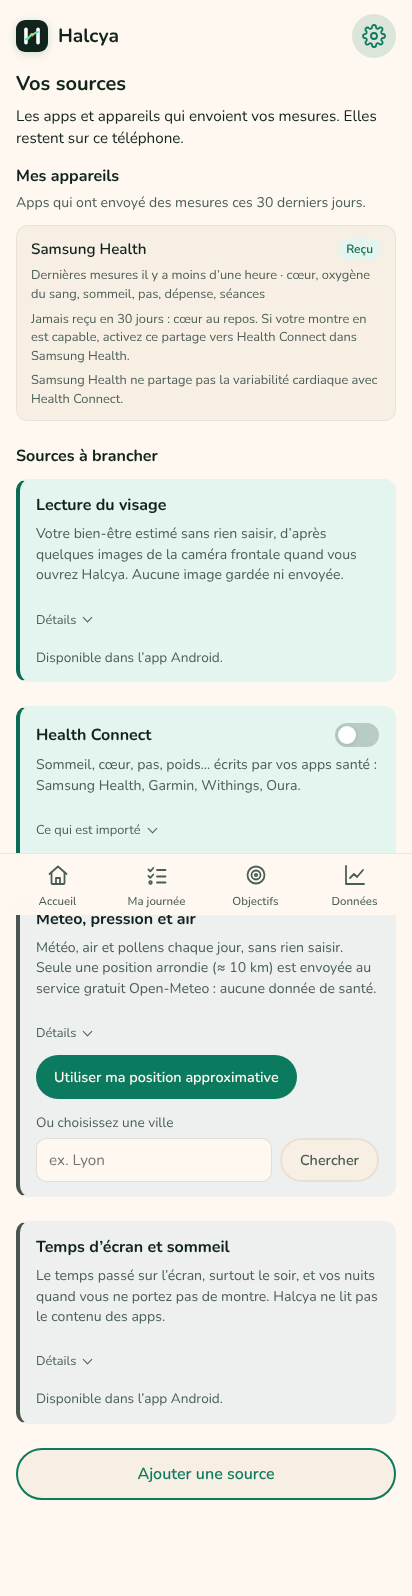 Halcya
Vos sources
Les apps et appareils qui envoient vos mesures. Elles
restent sur ce téléphone.
Mes appareils
Apps qui ont envoyé des mesures ces 30 derniers jours.
Samsung Health
Reçu
Dernières mesures il y a moins d’une heure · cœur, oxygène
du sang, sommeil, pas, dépense, séances
Jamais reçu en 30 jours : cœur au repos. Si votre montre en
est capable, activez ce partage vers Health Connect dans
Samsung Health.
Samsung Health ne partage pas la variabilité cardiaque avec
Health Connect.
Sources à brancher
Lecture du visage
Votre bien-être estimé sans rien saisir, d’après
quelques images de la caméra frontale quand vous
ouvrez Halcya. Aucune image gardée ni envoyée.
Détails
Disponible dans l’app Android.
Health Connect
Sommeil, cœur, pas, poids… écrits par vos apps santé :
Samsung Health, Garmin, Withings, Oura.
Ce qui est importé
Accueil
Ma journée
Objectifs
Données
Météo, pression et air
Météo, air et pollens chaque jour, sans rien saisir.
Seule une position arrondie (≈ 10 km) est envoyée au
service gratuit Open-Meteo : aucune donnée de santé.
Détails
Utiliser ma position approximative
Ou choisissez une ville
ex. Lyon
Chercher
Temps d’écran et sommeil
Le temps passé sur l’écran, surtout le soir, et vos nuits
quand vous ne portez pas de montre. Halcya ne lit pas
le contenu des apps.
Détails
Disponible dans l’app Android.
Ajouter une source